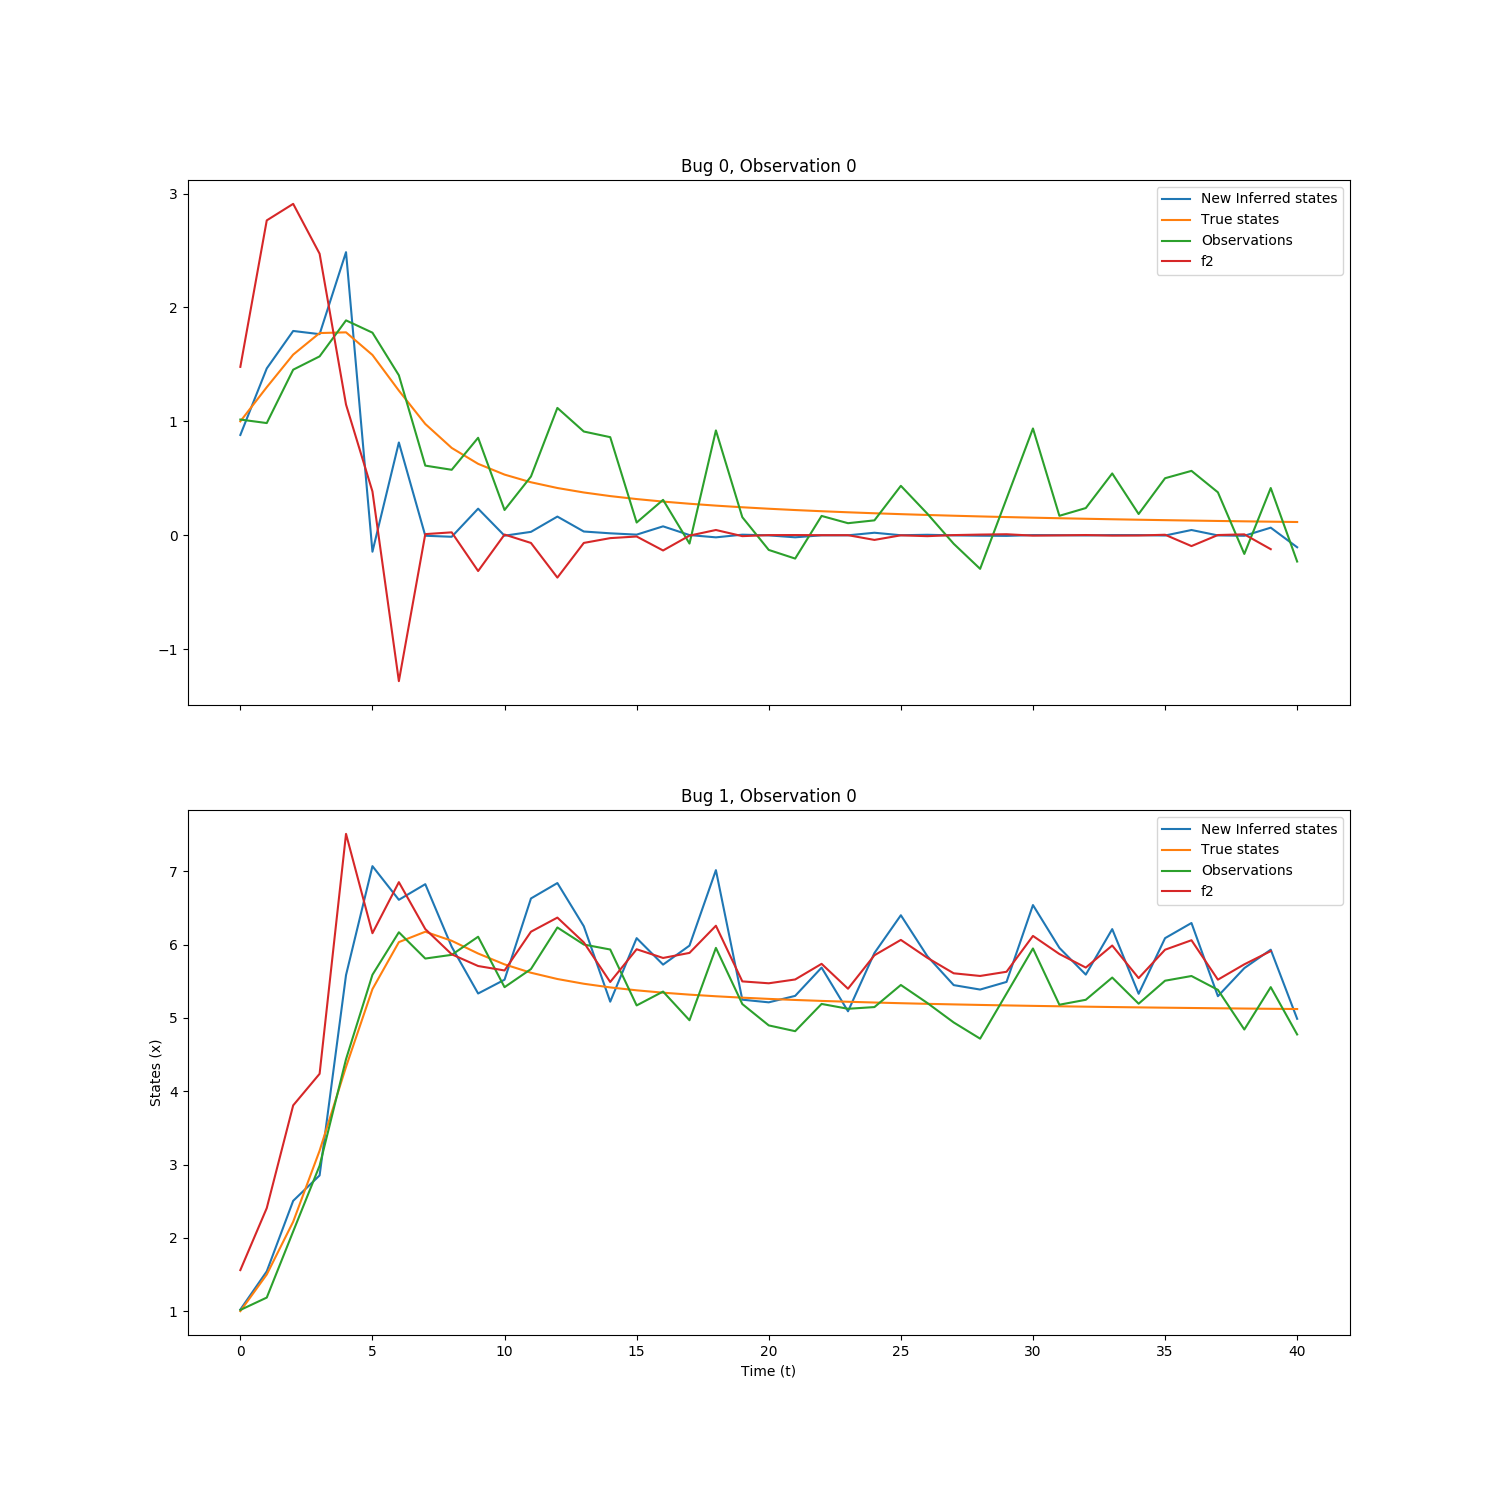 Bug 0, Observation 0
New Inferred states
True states
Observations
f2
3
2
1
0
−1
Bug 1, Observation 0
New Inferred states
True states
Observations
f2
7
6
5
4
3
2
1
States (x)
0 5 10 15 20 25 30 35 40
Time (t)